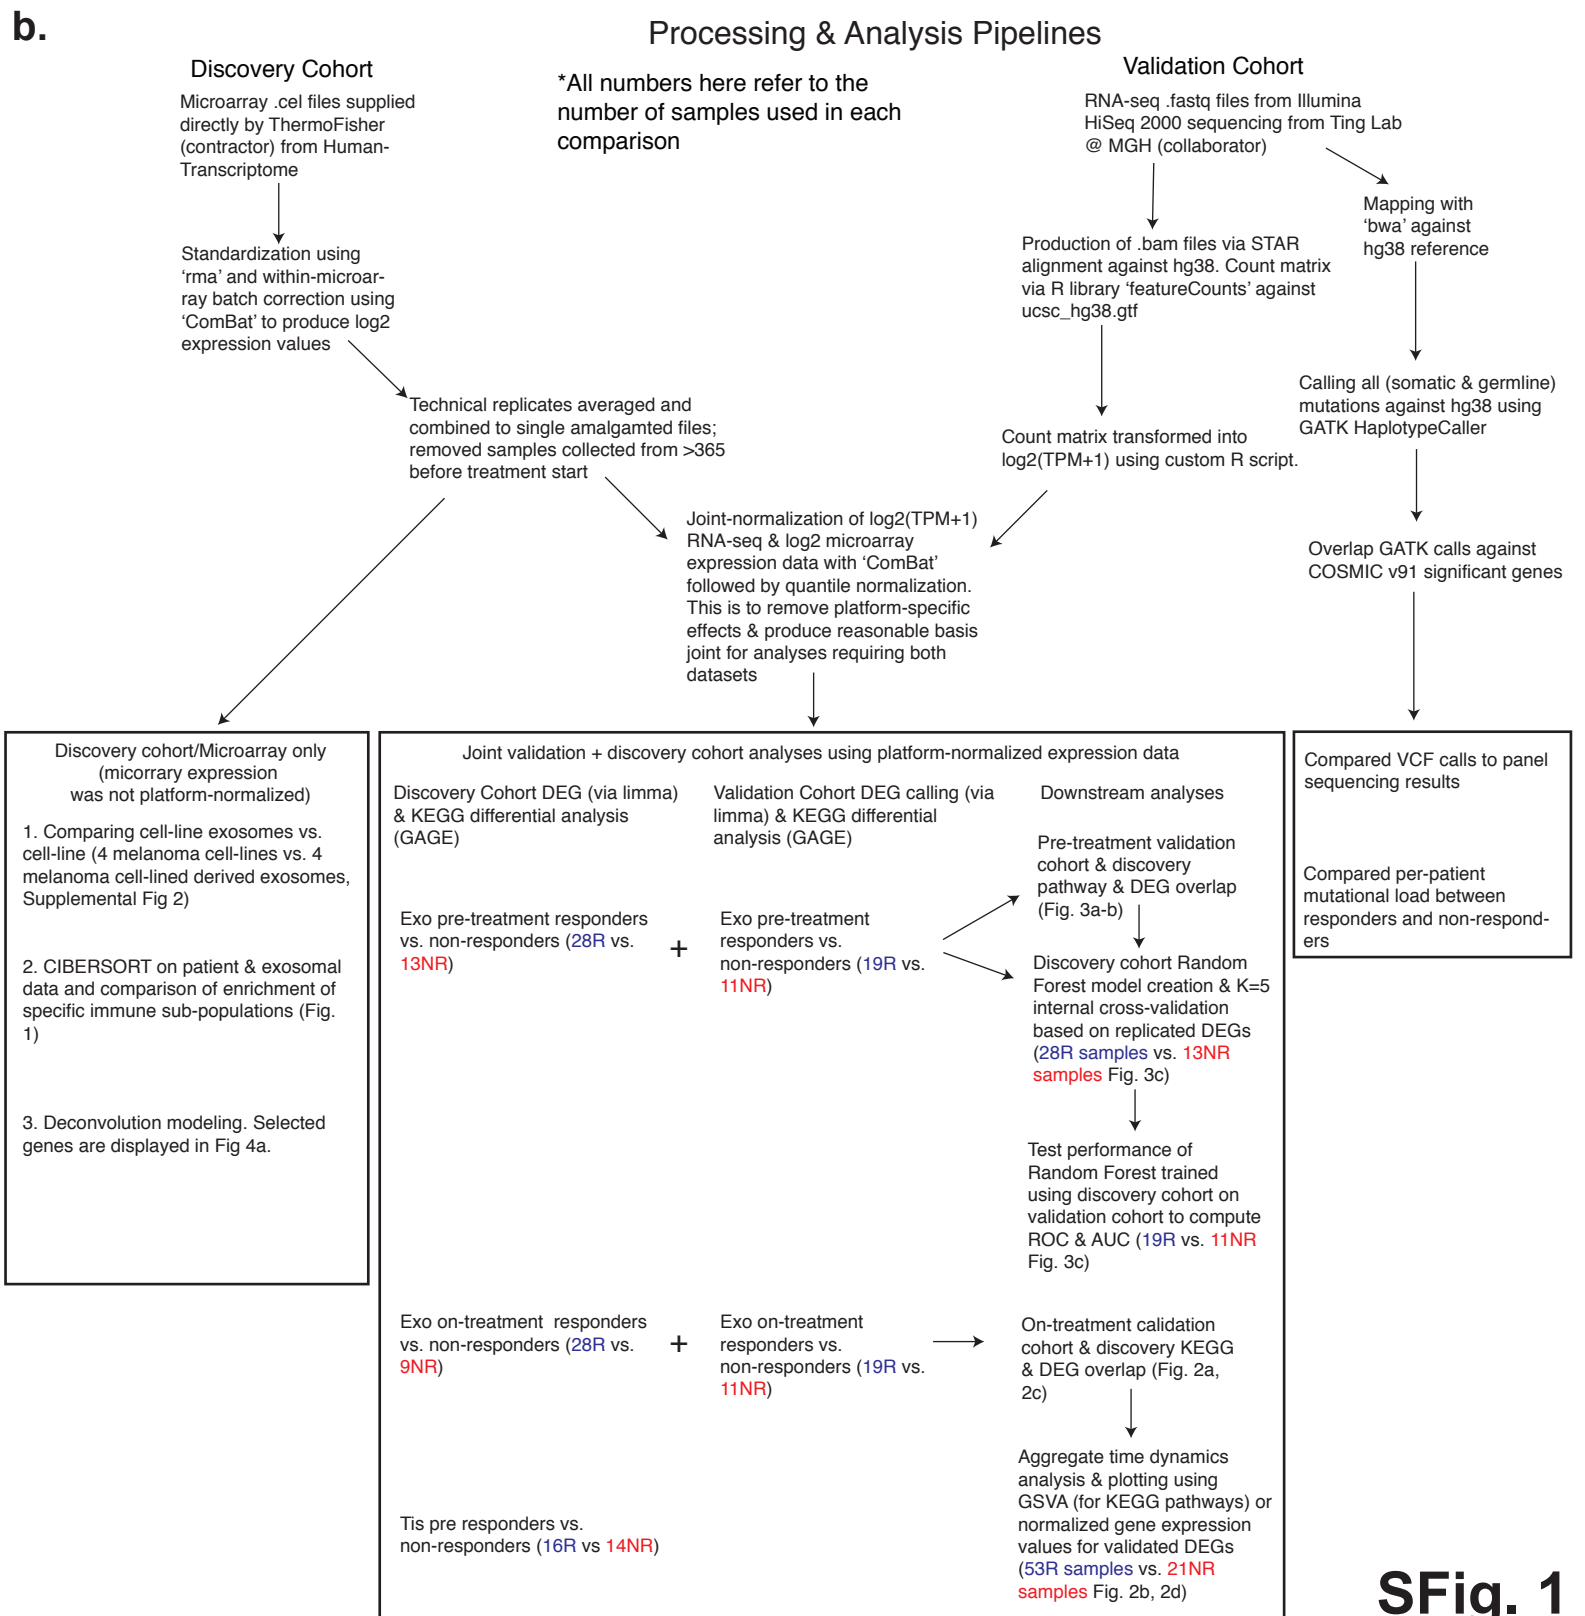 b.
Processing & Analysis Pipelines
Discovery Cohort
Microarray .cel files supplied
directly by ThermoFisher
(contractor) from Human-
Transcriptome
*All numbers here refer to the
number of samples used in each
comparison
Validation Cohort
RNA-seq .fastq files from Illumina
HiSeq 2000 sequencing from Ting Lab
@ MGH (collaborator)
Standardization using
‘rma’ and within-microar-
ray batch correction using
‘ComBat’ to produce log2
expression values
Production of .bam files via STAR
alignment against hg38. Count matrix
via R library ‘featureCounts’ against
ucsc_hg38.gtf
Mapping with
‘bwa’ against
hg38 reference
Technical replicates averaged and
combined to single amalgamted files;
removed samples collected from >365
before treatment start
Count matrix transformed into
log2(TPM+1) using custom R script.
Calling all (somatic & germline)
mutations against hg38 using
GATK HaplotypeCaller
Joint-normalization of log2(TPM+1)
RNA-seq & log2 microarray
expression data with ‘ComBat’
followed by quantile normalization.
This is to remove platform-specific
effects & produce reasonable basis
joint for analyses requiring both
datasets
Overlap GATK calls against
COSMIC v91 significant genes
Discovery cohort/Microarray only
(micorrary expression
was not platform-normalized)
1. Comparing cell-line exosomes vs.
cell-line (4 melanoma cell-lines vs. 4
melanoma cell-lined derived exosomes,
Supplemental Fig 2)
2. CIBERSORT on patient & exosomal
data and comparison of enrichment of
specific immune sub-populations (Fig.
1)
3. Deconvolution modeling. Selected
genes are displayed in Fig 4a.
Joint validation + discovery cohort analyses using platform-normalized expression data
Discovery Cohort DEG (via limma)
& KEGG differential analysis
(GAGE)
Validation Cohort DEG calling (via
limma) & KEGG differential
analysis (GAGE)
Downstream analyses
Exo pre-treatment responders
vs. non-responders (28R vs.
13NR)
+
Exo pre-treatment
responders vs.
non-responders (19R vs.
11NR)
Pre-treatment validation
cohort & discovery
pathway & DEG overlap
(Fig. 3a-b)
Discovery cohort Random
Forest model creation & K=5
internal cross-validation
based on replicated DEGs
(28R samples vs. 13NR
samples Fig. 3c)
Test performance of
Random Forest trained
using discovery cohort on
validation cohort to compute
ROC & AUC (19R vs. 11NR
Fig. 3c)
Exo on-treatment  responders
vs. non-responders (28R vs.
9NR)
+
Exo on-treatment
responders vs.
non-responders (19R vs.
11NR)
On-treatment calidation
cohort & discovery KEGG
& DEG overlap (Fig. 2a,
2c)
Aggregate time dynamics
analysis & plotting using
GSVA (for KEGG pathways) or
normalized gene expression
values for validated DEGs
(53R samples vs. 21NR
samples Fig. 2b, 2d)
Tis pre responders vs.
non-responders (16R vs 14NR)
Compared VCF calls to panel
sequencing results
Compared per-patient
mutational load between
responders and non-respond-
ers
SFig. 1